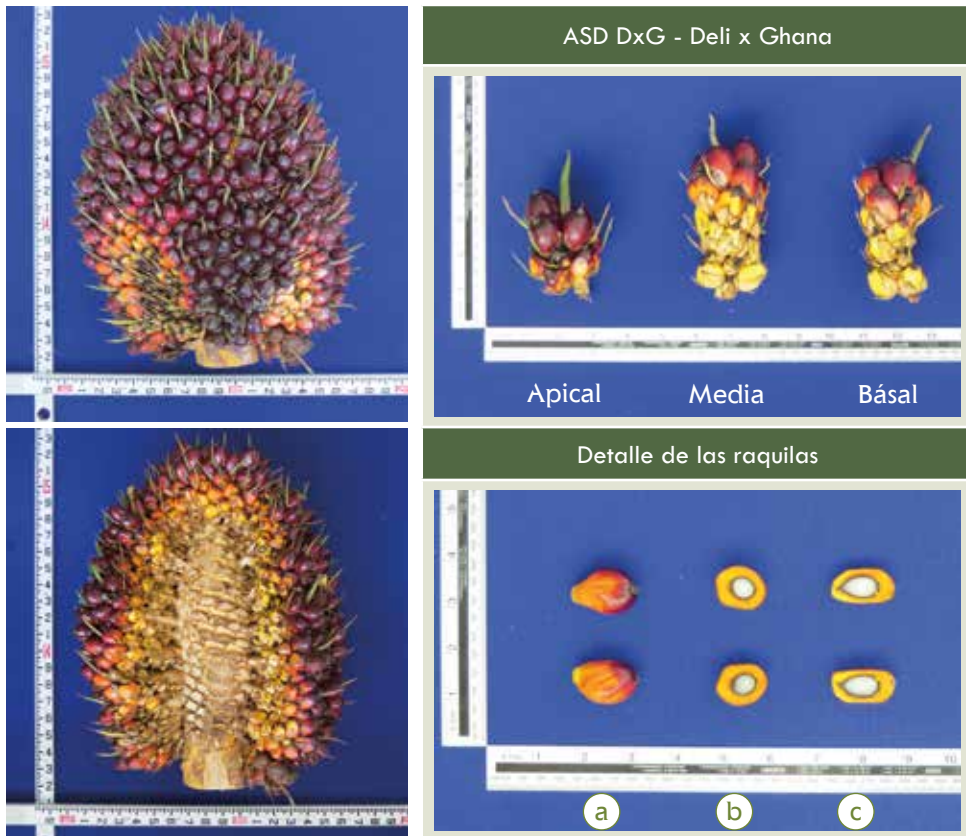 ASD DxG - Deli x Ghana
Apical Media Básal
Detalle de las raquilas
a b c